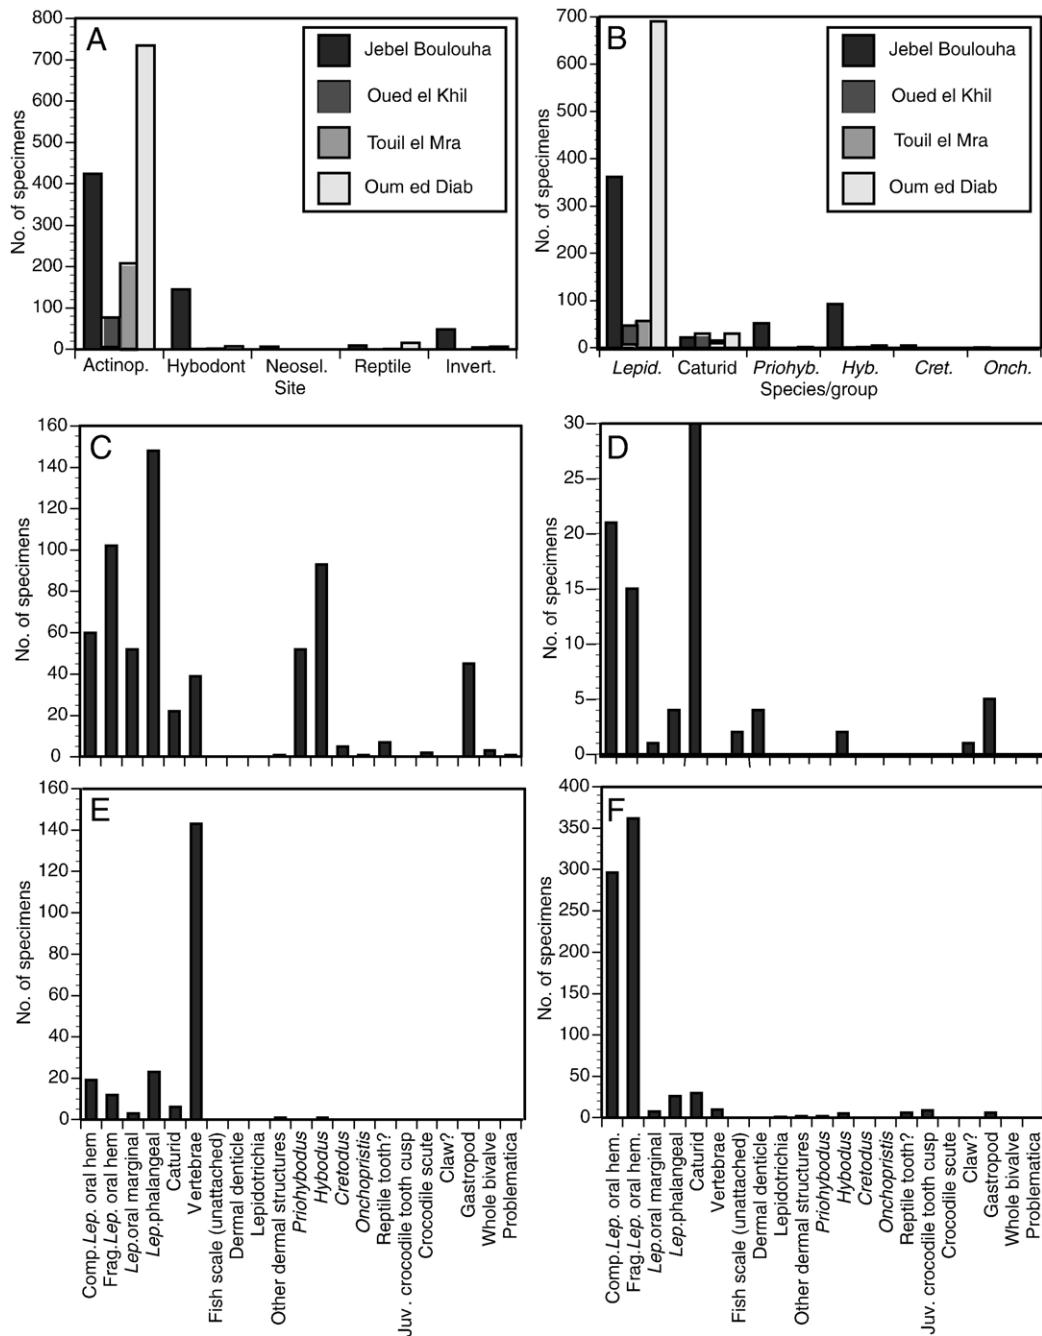 A
No. of specimens
800
700
600
500
400
300
200
100
0
Jebel Boulouha
Oued el Khil
Touil el Mra
Oum ed Diab
Actinop. Hybodont Neosel. Reptile Invert.
Site
B
No. of specimens
700
600
500
400
300
200
100
0
Jebel Boulouha
Oued el Khil
Touil el Mra
Oum ed Diab
Lepid. Caturid Priohyb. Hyb. Cret. Onch.
Species/group
C
No. of specimens
160
140
120
100
80
60
40
20
0
D
No. of specimens
30
25
20
15
10
5
0
E
No. of specimens
160
140
120
100
80
60
40
20
0
Comp.Lep. oral hem
Frag.Lep. oral hem
Lep.oral marginal
Lep.phalangeal
Caturid
Vertebrae
Fish scale (unattached)
Dermal denticle
Lepidotrichia
Other dermal structures
Priohybodus
Hybodus
Cretodus
Onchopristis
Reptile tooth?
Juv. crocodile tooth cusp
Crocodile scute
Claw?
Gastropod
Whole bivalve
Problematica
F
No. of specimens
400
350
300
250
200
150
100
50
0
Comp.Lep. oral hem.
Frag.Lep. oral hem.
Lep.oral marginal
Lep.phalangeal
Caturid
Vertebrae
Fish scale (unattached)
Dermal denticle
Lepidotrichia
Other dermal structures
Priohybodus
Hybodus
Cretodus
Onchopristis
Reptile tooth?
Juv. crocodile tooth cusp
Crocodile scute
Claw?
Gastropod
Whole bivalve
Problematica